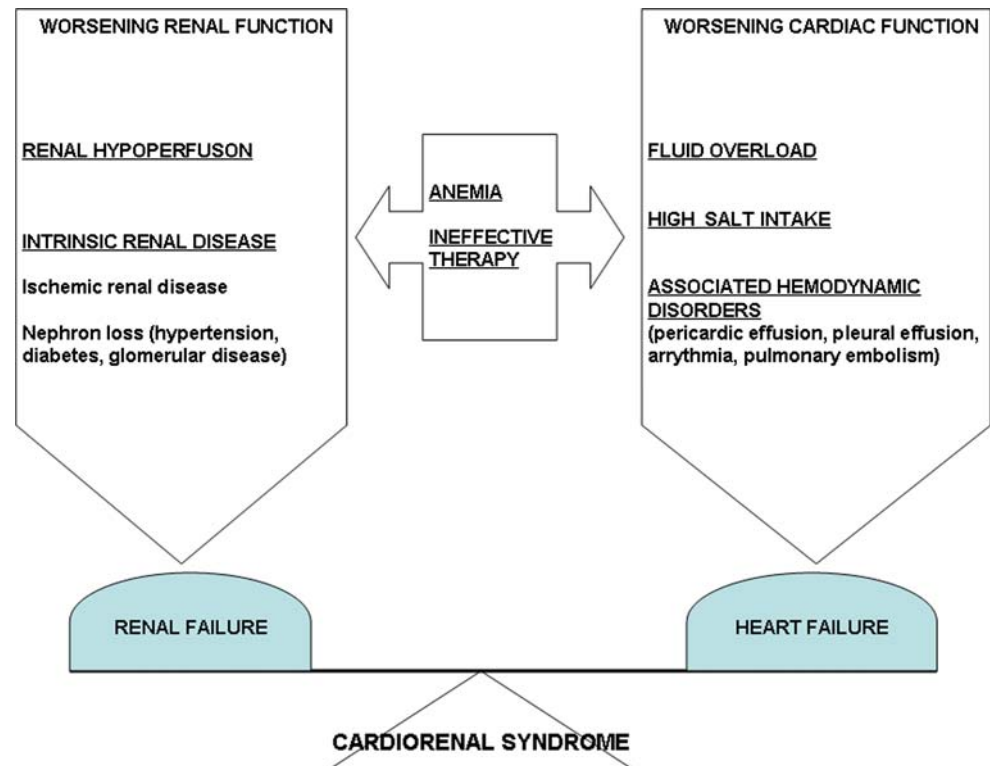 WORSENING RENAL FUNCTION
RENAL HYPOPERFUSON
INTRINSIC RENAL DISEASE
Ischemic renal disease
Nephron loss (hypertension,
diabetes, glomerular disease)
ANEMIA
INEFFECTIVE
THERAPY
WORSENING CARDIAC FUNCTION
FLUID OVERLOAD
HIGH SALT INTAKE
ASSOCIATED HEMODYNAMIC
DISORDERS
(pericardic effusion, pleural effusion,
arrythmia, pulmonary embolism)
RENAL FAILURE
HEART FAILURE
CARDIORENAL SYNDROME